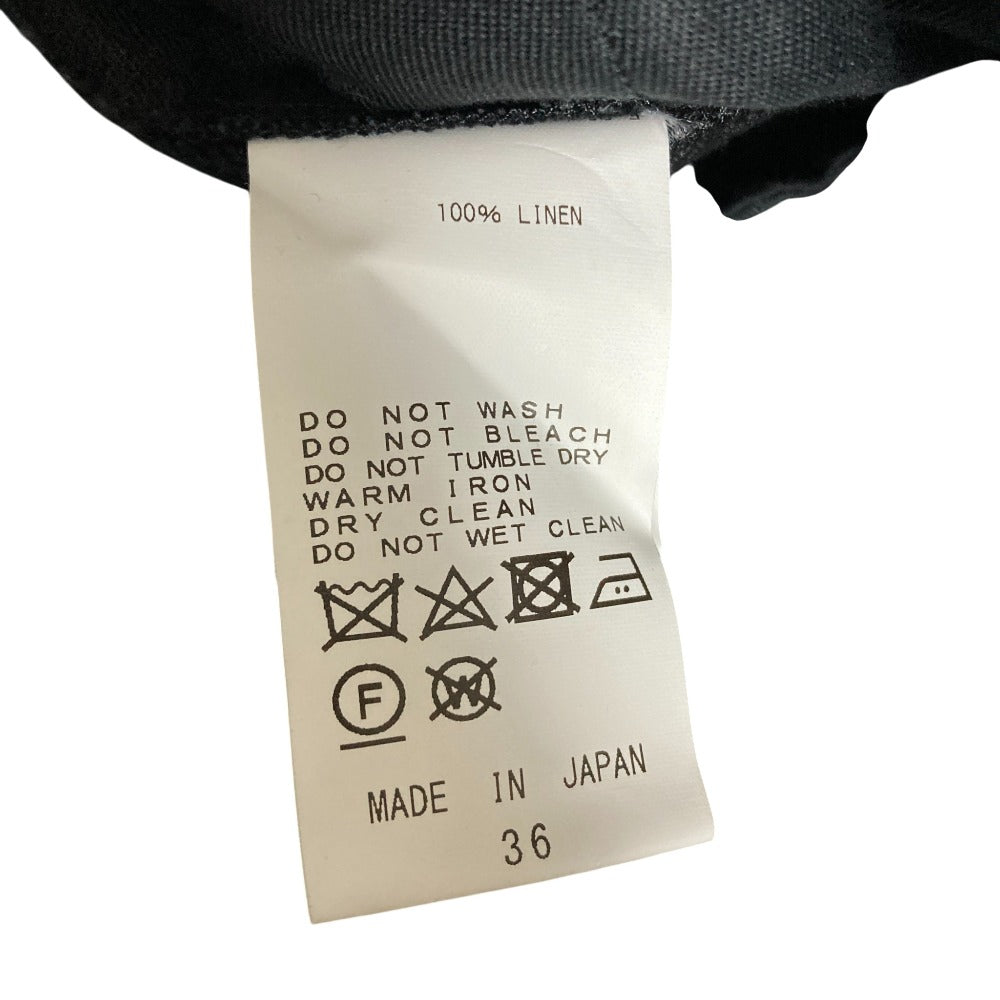 100% LINEN
DO NOT WASH
DO NOT BLEACH
DO NOT TUMBLE DRY
WARM IRON
DRY CLEAN
DO NOT WET CLEAN
F W
MADE IN JAPAN
36